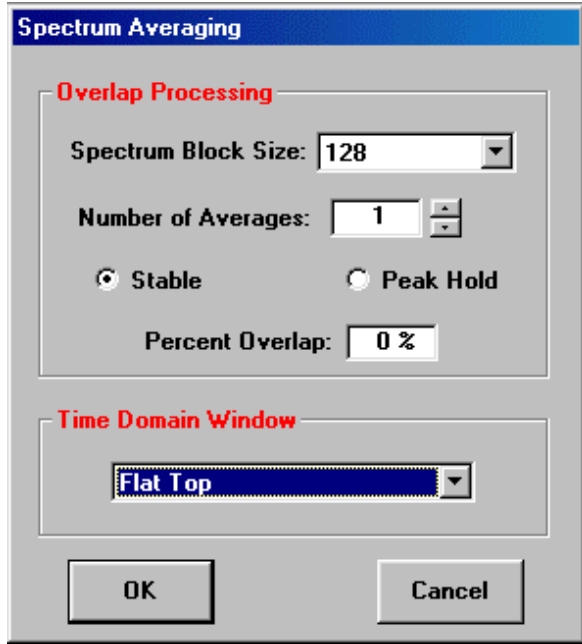 Spectrum Averaging
Overlap Processing
Spectrum Block Size: 128
Number of Averages: 1
Stable Peak Hold
Percent Overlap: 0 %
Time Domain Window
Flat Top
OK Cancel